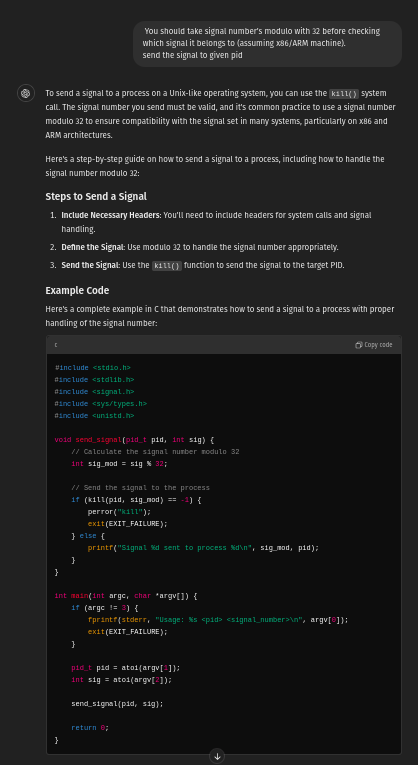 You should take signal number's modulo with 32 before checking
which signal it belongs to (assuming x86/ARM machine).
send the signal to given pid
To send a signal to a process on a Unix-like operating system, you can use the kill() system
call. The signal number you send must be valid, and it's common practice to use a signal number
modulo 32 to ensure compatibility with the signal set in many systems, particularly on x86 and
ARM architectures.
Here's a step-by-step guide on how to send a signal to a process, including how to handle the
signal number modulo 32:
Steps to Send a Signal
1. Include Necessary Headers: You'll need to include headers for system calls and signal
handling.
2. Define the Signal: Use modulo 32 to handle the signal number appropriately.
3. Send the Signal: Use the kill() function to send the signal to the target PID.
Example Code
Here's a complete example in C that demonstrates how to send a signal to a process with proper
handling of the signal number:
c Copy code
#include <stdio.h>
#include <stdlib.h>
#include <signal.h>
#include <sys/types.h>
#include <unistd.h>
void send_signal(pid_t pid, int sig) {
// Calculate the signal number modulo 32
int sig_mod = sig % 32;
// Send the signal to the process
if (kill(pid, sig_mod) == -1) {
perror("kill");
exit(EXIT_FAILURE);
} else {
printf("Signal %d sent to process %d\n", sig_mod, pid);
}
}
int main(int argc, char *argv[]) {
if (argc != 3) {
fprintf(stderr, "Usage: %s <pid> <signal_number>\n", argv[0]);
exit(EXIT_FAILURE);
}
pid_t pid = atoi(argv[1]);
int sig = atoi(argv[2]);
send_signal(pid, sig);
return 0;
}